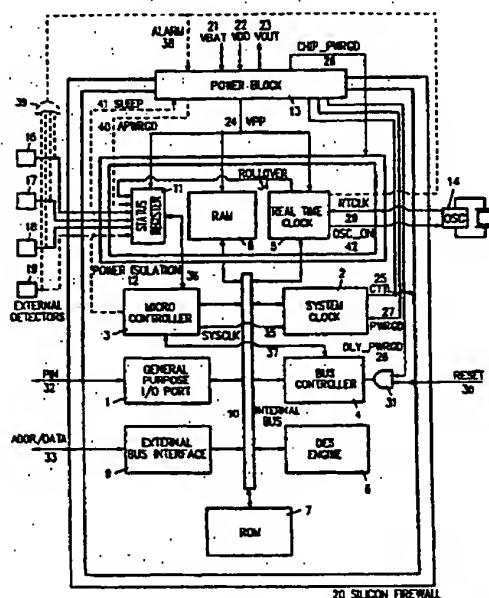 ALARM
38
21
VBAT
22
VDD
23
VOUT
CHIP_PWRGD
26
POWER BLOCK
13
41 SLEEP
40 APWRGD
24
VPP
39
16
17
18
19
EXTERNAL
DETECTORS
STATUS
REGISTER
11
ROLLOVER
34
RAM
8
REAL TIME
CLOCK
5
RTCLK
29
OSC_ON
42
OSC
14
POWER ISOLATION
12
36
MICRO
CONTROLLER
3
SYSTEM
CLOCK
2
25
CTTL
27
PWRGD
SYSCLK
35
37
DLY_PWRGD
28
PIN
32
GENERAL
PURPOSE
I/O PORT
1
BUS
CONTROLLER
4
31
RESET
30
10
INTERNAL
BUS
ADDR/DATA
33
EXTERNAL
BUS INTERFACE
9
DES
ENGINE
6
ROM
7
20 SILICON FIREWALL